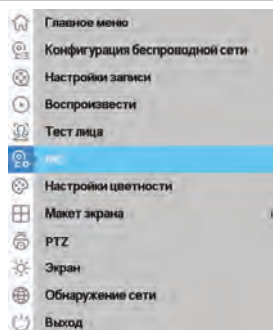 Главное меню
Конфигурация беспроводной сети
Настройки записи
Воспроизвести
Тест лица
Настройки цветности
Макет экрана
PTZ
Экран
Обнаружение сети
Выход